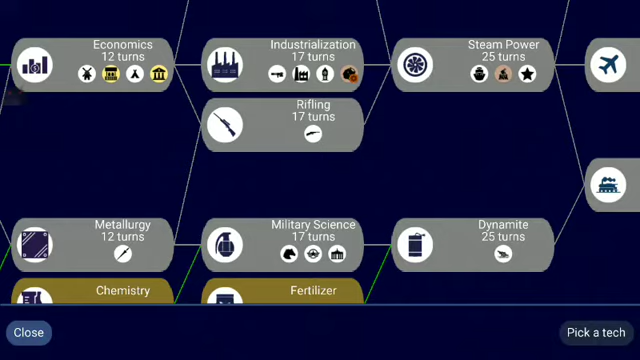 Economics
12 turns
Industrialization
17 turns
Steam Power
25 turns
Rifling
17 turns
Metallurgy
12 turns
Military Science
17 turns
Dynamite
25 turns
Chemistry
Fertilizer
Close
Pick a tech